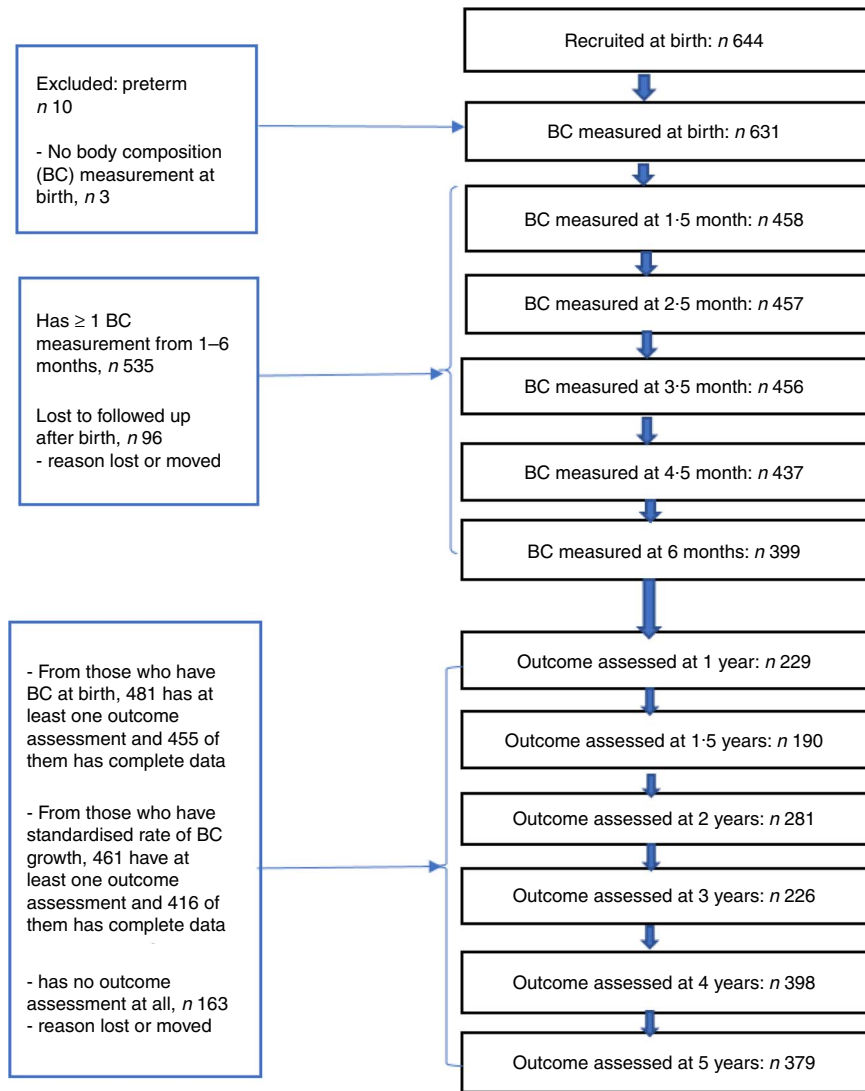 Recruited at birth: n 644
Excluded: preterm
n 10
- No body composition
(BC) measurement at
birth, n 3
BC measured at birth: n 631
BC measured at 1·5 month: n 458
BC measured at 2·5 month: n 457
Has ≥ 1 BC
measurement from 1–6
months, n 535
Lost to followed up
after birth, n 96
- reason lost or moved
BC measured at 3·5 month: n 456
BC measured at 4·5 month: n 437
BC measured at 6 months: n 399
- From those who have
BC at birth, 481 has at
least one outcome
assessment and 455 of
them has complete data
- From those who have
standardised rate of BC
growth, 461 have at
least one outcome
assessment and 416 of
them has complete data
- has no outcome
assessment at all, n 163
- reason lost or moved
Outcome assessed at 1 year: n 229
Outcome assessed at 1·5 years: n 190
Outcome assessed at 2 years: n 281
Outcome assessed at 3 years: n 226
Outcome assessed at 4 years: n 398
Outcome assessed at 5 years: n 379